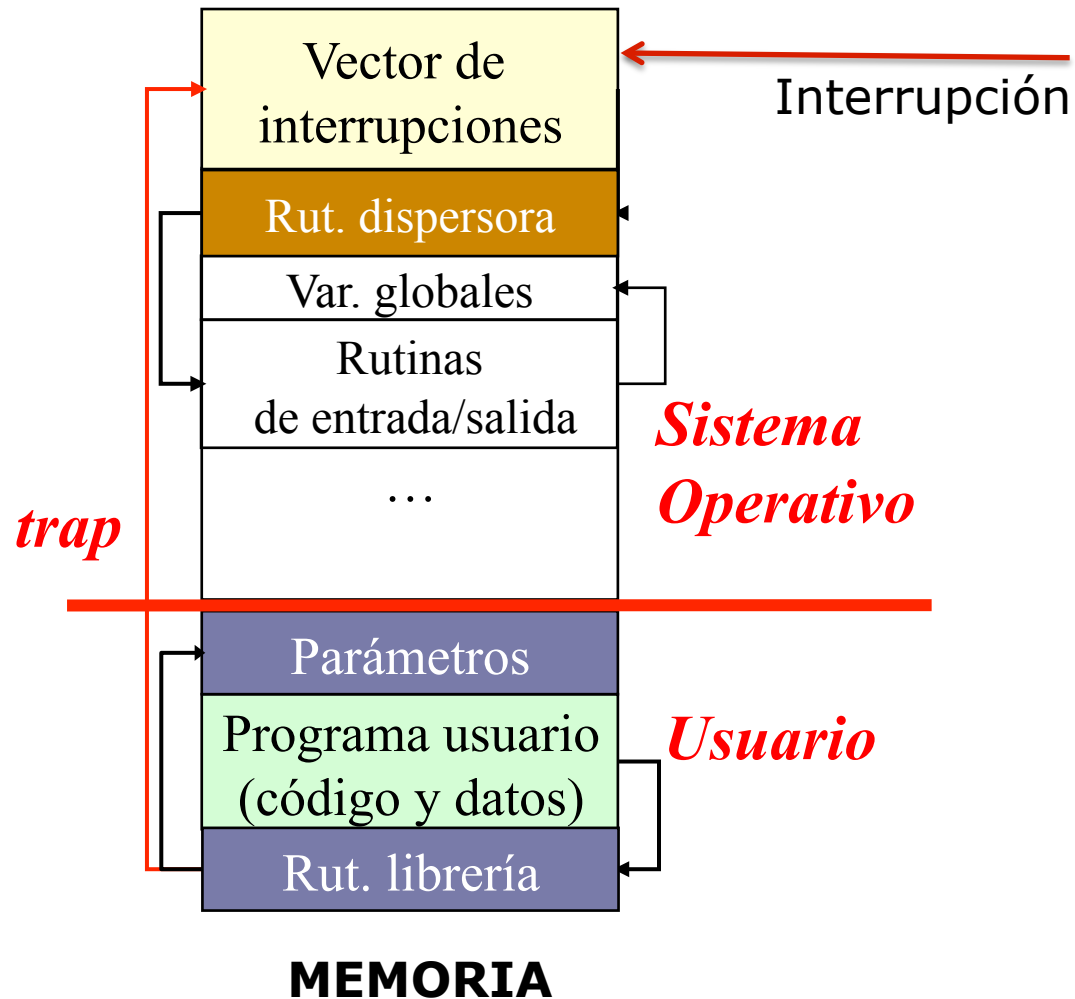 Vector de
interrupciones
Interrupción
Rut. dispersora
Var. globales
Rutinas
de entrada/salida
Sistema
Operativo
…
trap
Parámetros
Programa usuario
(código y datos)
Usuario
Rut. librería
MEMORIA